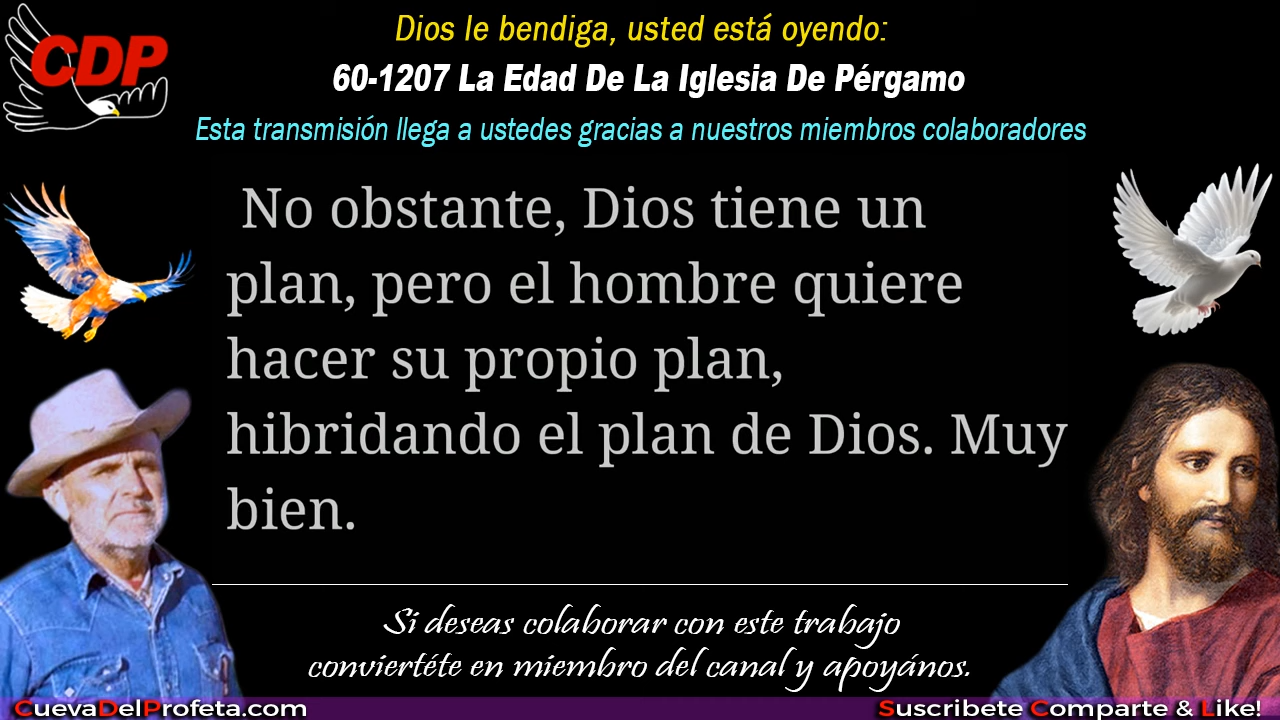 CDP
Dios le bendiga, usted está oyendo:
60-1207 La Edad De La Iglesia De Pérgamo
Esta transmisión llega a ustedes gracias a nuestros miembros colaboradores
No obstante, Dios tiene un
plan, pero el hombre quiere
hacer su propio plan,
hibridando el plan de Dios. Muy
bien.
Si deseas colaborar con este trabajo
conviertéte en miembro del canal y apoyános.
CuevaDelProfeta.com
Suscribete Comparte & Like!